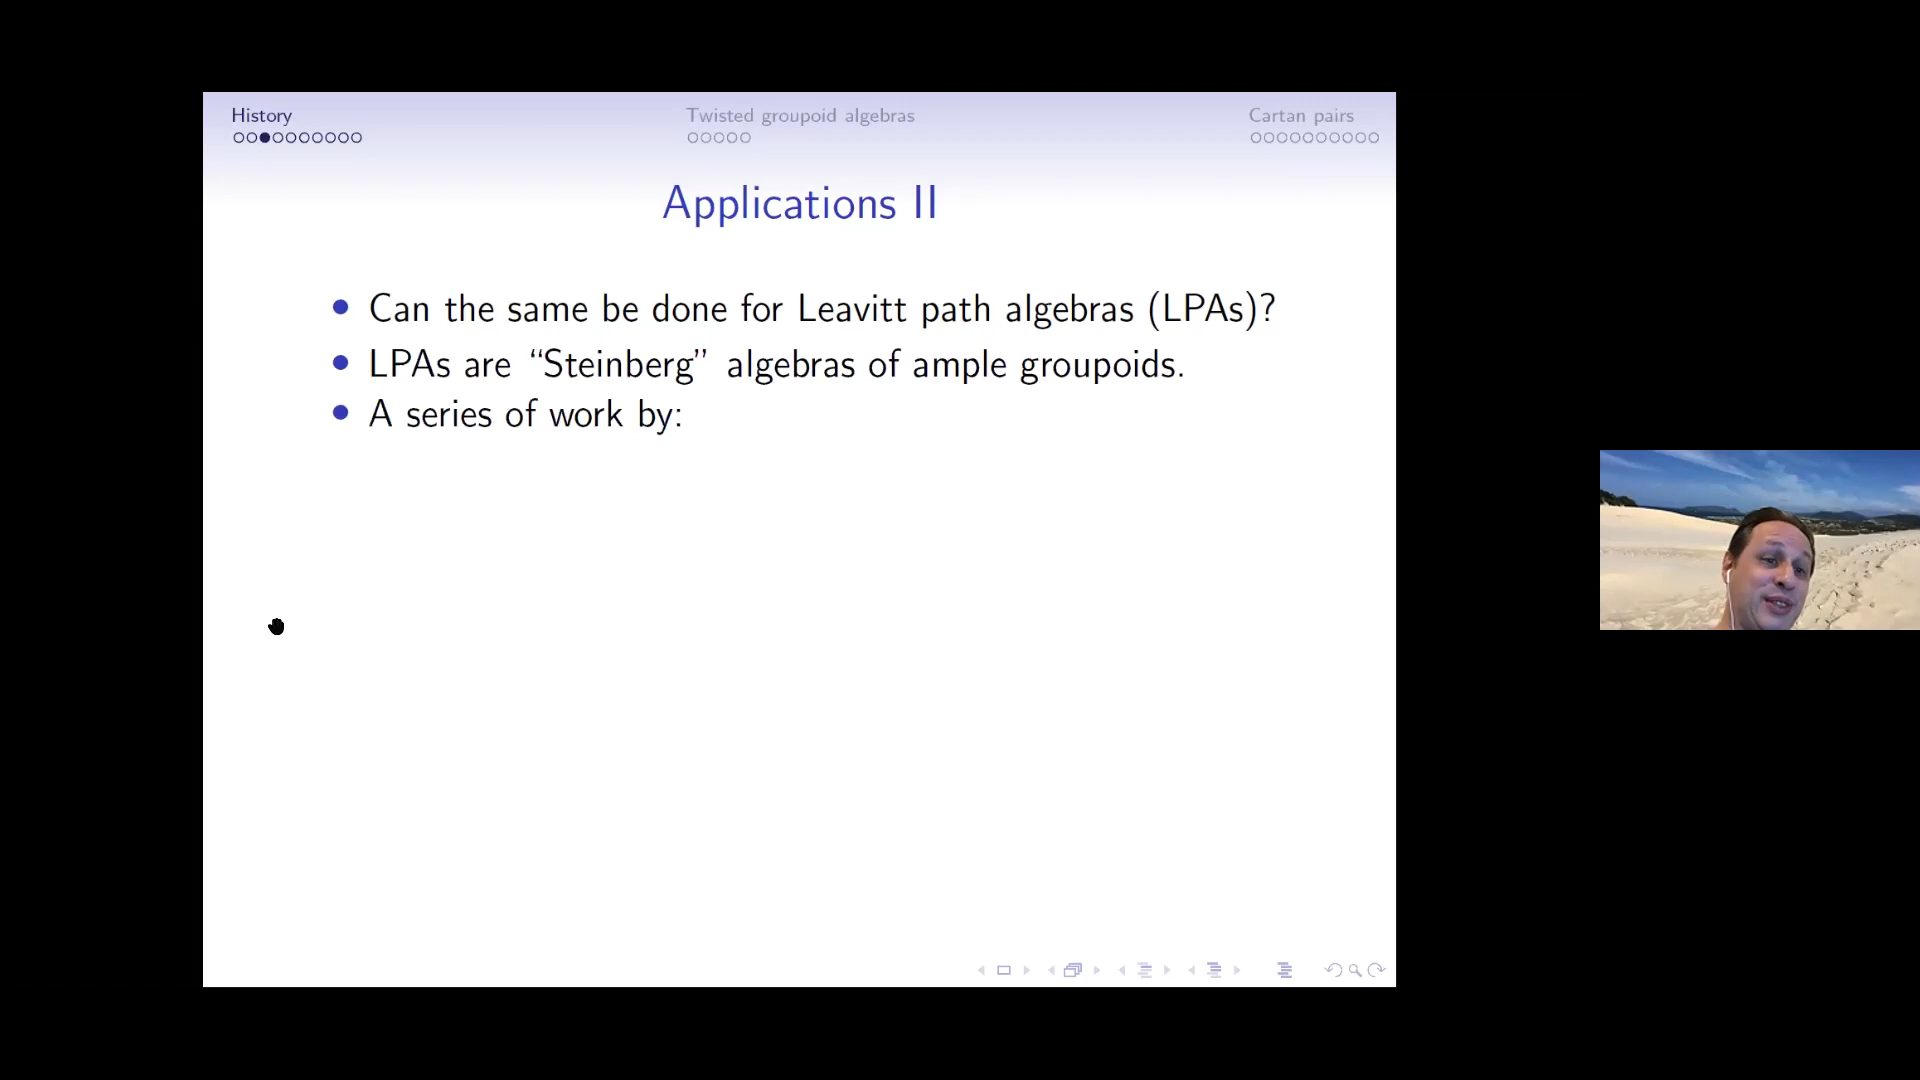 History
Twisted groupoid algebras
Cartan pairs
Applications II
Can the same be done for Leavitt path algebras (LPAs)?
LPAs are “Steinberg” algebras of ample groupoids.
A series of work by: